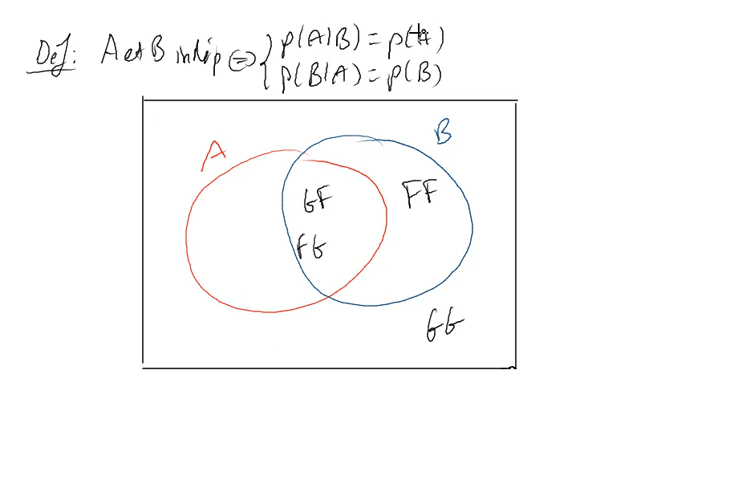 Def: A et B indép ⇔ { p(A|B) = p(A)
p(B|A) = p(B)
A B
GF FF
FG
GG